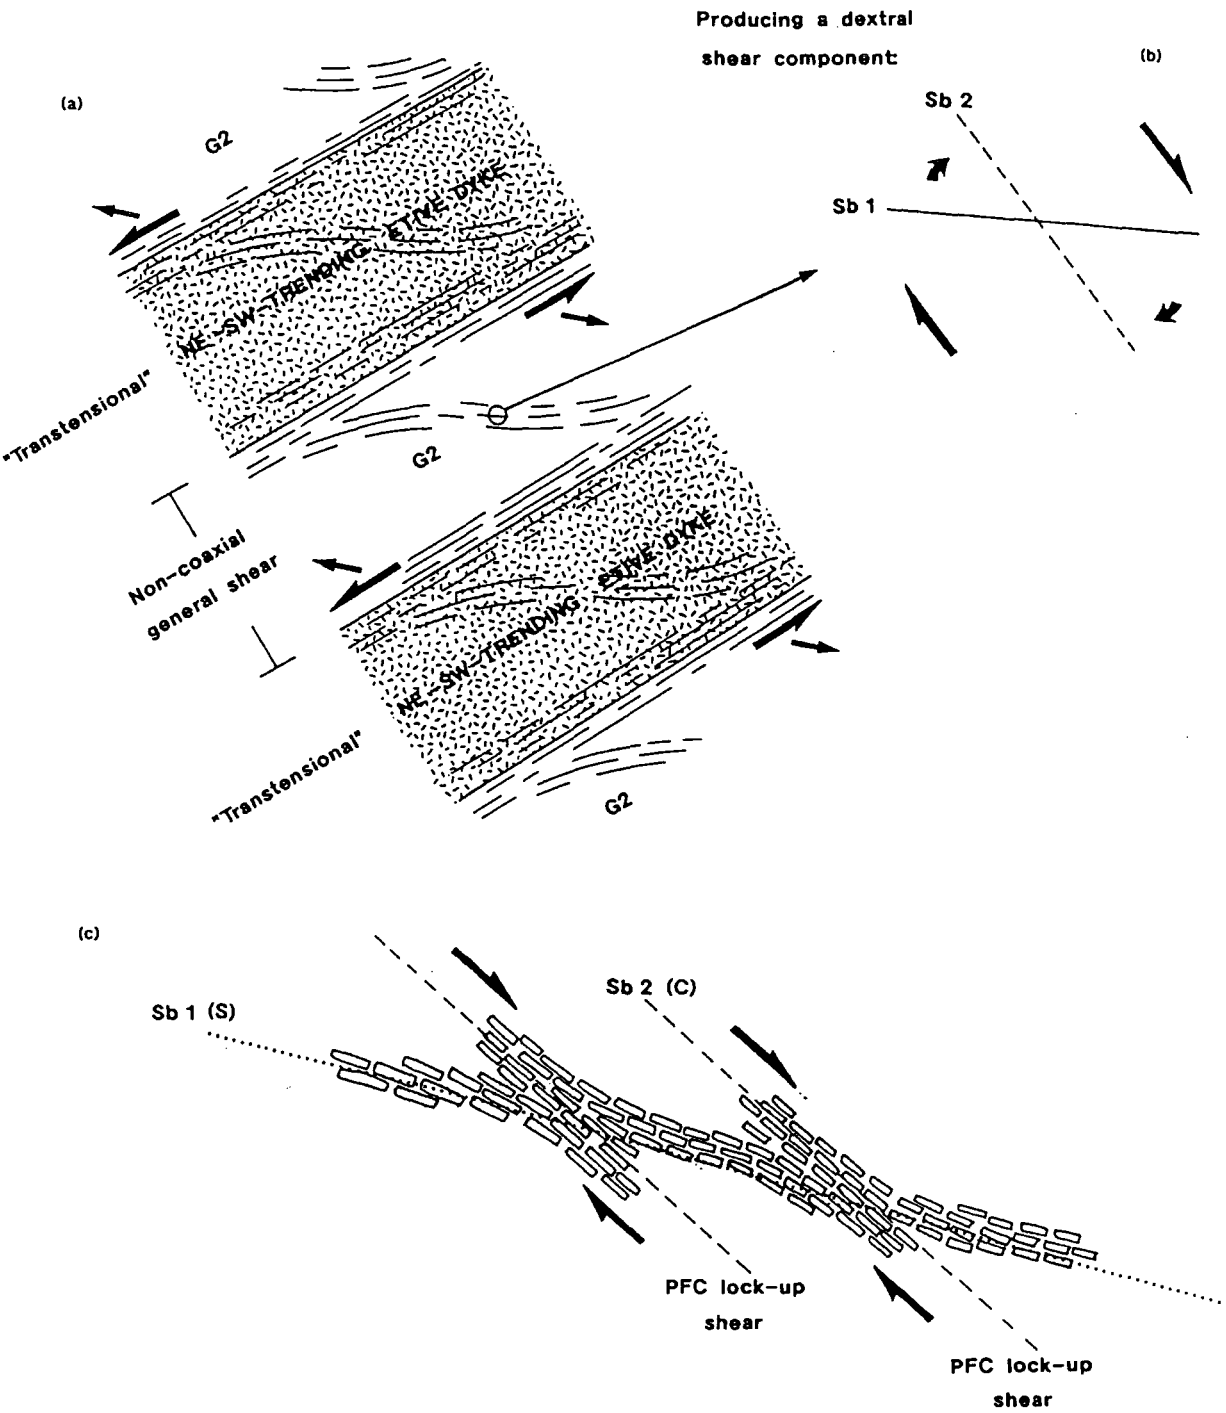 Producing a dextral
shear component:
(a)
(b)
G2
Sb 2
Sb 1
NE-SW-TRENDING ETIVE DYKE
"Transtensional"
G2
Non-coaxial
general shear
NE-SW-TRENDING ETIVE DYKE
"Transtensional"
G2
(c)
Sb 1 (S)
Sb 2 (C)
PFC lock-up
shear
PFC lock-up
shear